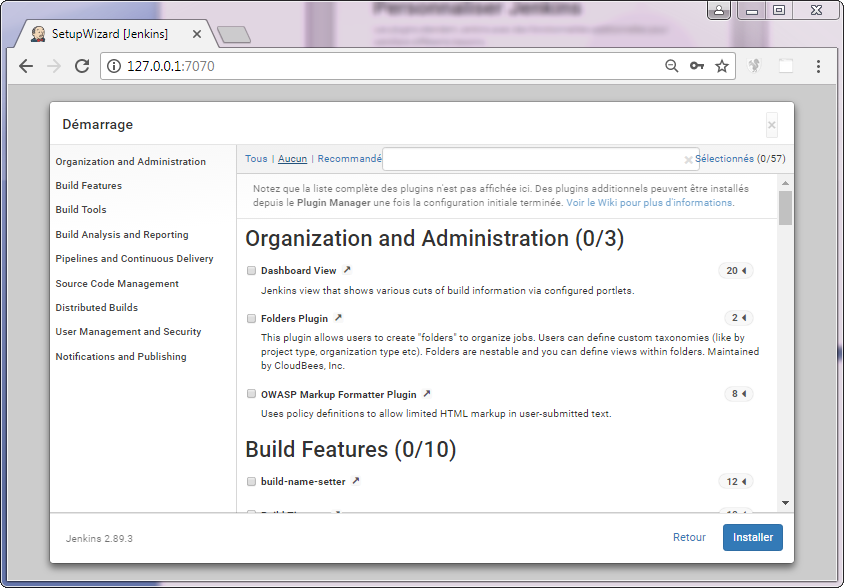 Personnaliser Jenkins
SetupWizard [Jenkins]
127.0.0.1:7070
Démarrage
Organization and Administration
Build Features
Build Tools
Build Analysis and Reporting
Pipelines and Continuous Delivery
Source Code Management
Distributed Builds
User Management and Security
Notifications and Publishing
Tous | Aucun | Recommandé Sélectionnés (0/57)
Notez que la liste complète des plugins n'est pas affichée ici. Des plugins additionnels peuvent être installés
depuis le Plugin Manager une fois la configuration initiale terminée. Voir le Wiki pour plus d'informations.
Organization and Administration (0/3)
Dashboard View 20
Jenkins view that shows various cuts of build information via configured portlets.
Folders Plugin 2
This plugin allows users to create "folders" to organize jobs. Users can define custom taxonomies (like by
project type, organization type etc). Folders are nestable and you can define views within folders. Maintained
by CloudBees, Inc.
OWASP Markup Formatter Plugin 8
Uses policy definitions to allow limited HTML markup in user-submitted text.
Build Features (0/10)
build-name-setter 12
Jenkins 2.89.3
Retour
Installer